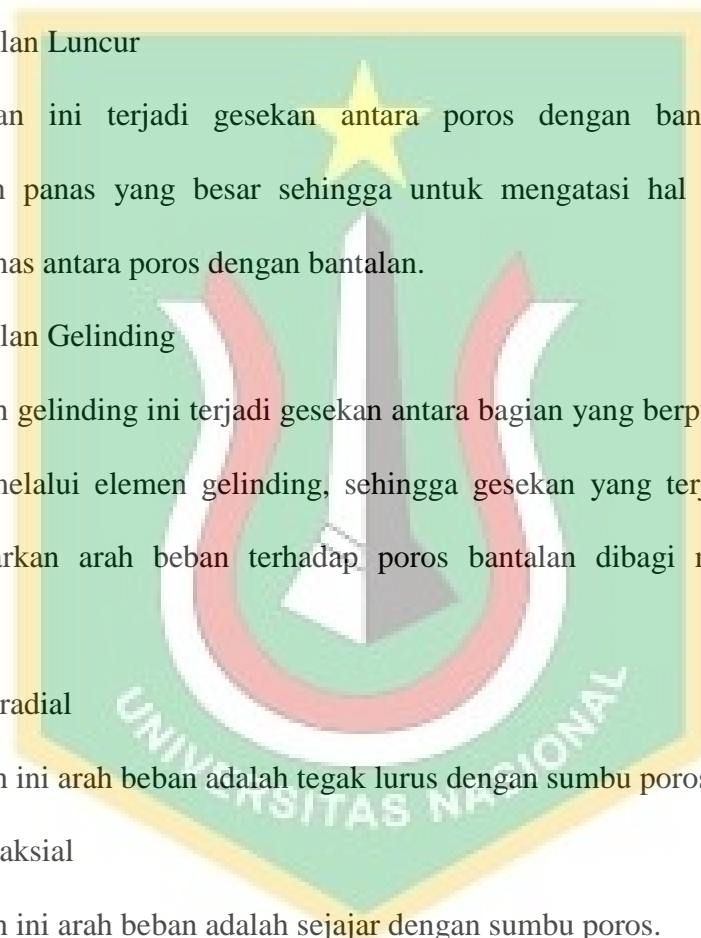 lan Luncur
an ini terjadi gesekan antara poros dengan ban
n panas yang besar sehingga untuk mengatasi hal
nas antara poros dengan bantalan.
lan Gelinding
n gelinding ini terjadi gesekan antara bagian yang berp
melalui elemen gelinding, sehingga gesekan yang terj
arkan arah beban terhadap poros bantalan dibagi
radial
n ini arah beban adalah tegak lurus dengan sumbu poros
aksial
n ini arah beban adalah sejajar dengan sumbu poros.
UNIVERSITAS NASIONAL